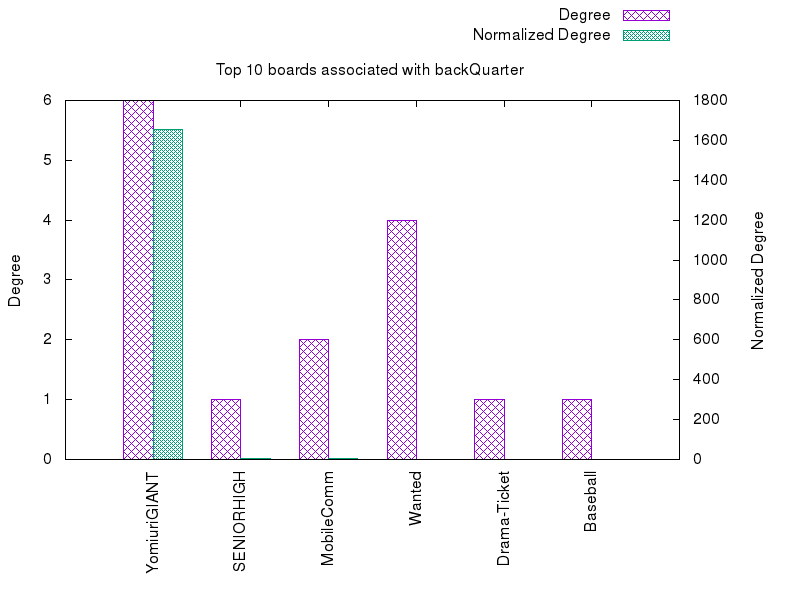 Degree
Normalized Degree
Top 10 boards associated with backQuarter
6
5
4
3
2
1
0
1800
1600
1400
1200
1000
800
600
400
200
0
Degree
Normalized Degree
YomiuriGIANT
SENIORHIGH
MobileComm
Wanted
Drama-Ticket
Baseball